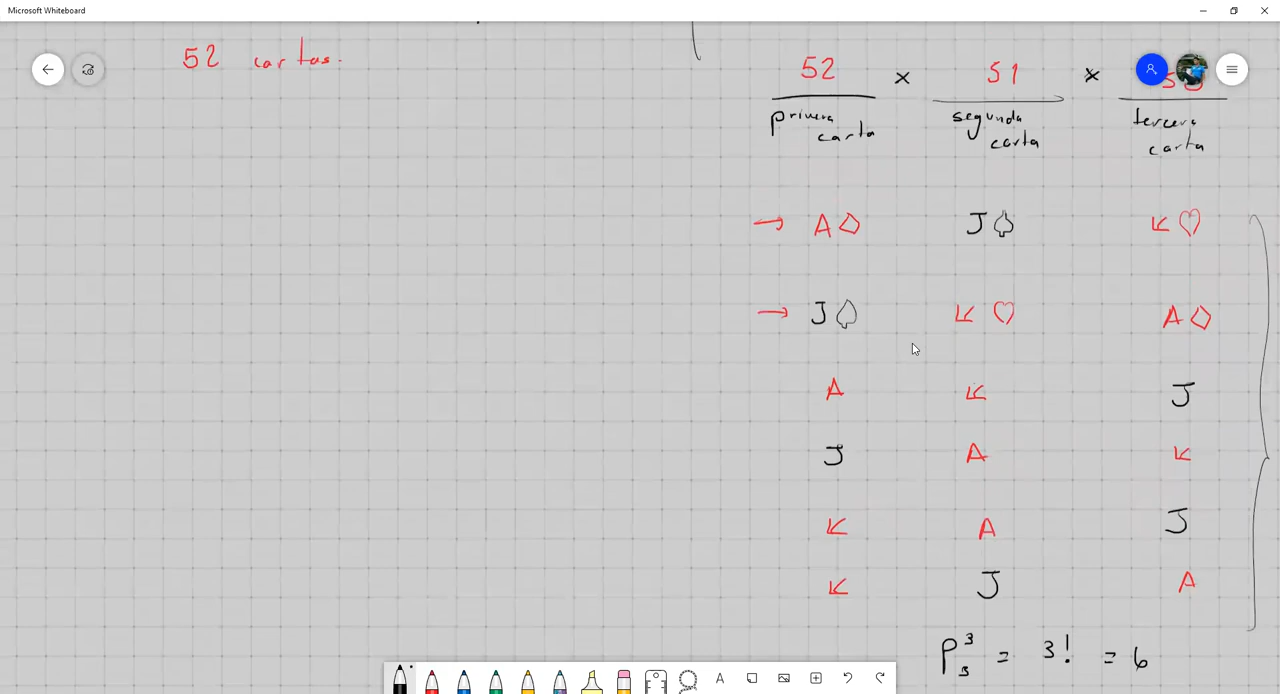 Microsoft Whiteboard
52 cartas.
52 x 51 x
primera carta segunda carta tercera carta
→ A♢ J♤ K♡
→ J♤ K♡ A♢
A K J
J A K
K A J
K J A
P³₃ = 3! = 6
A